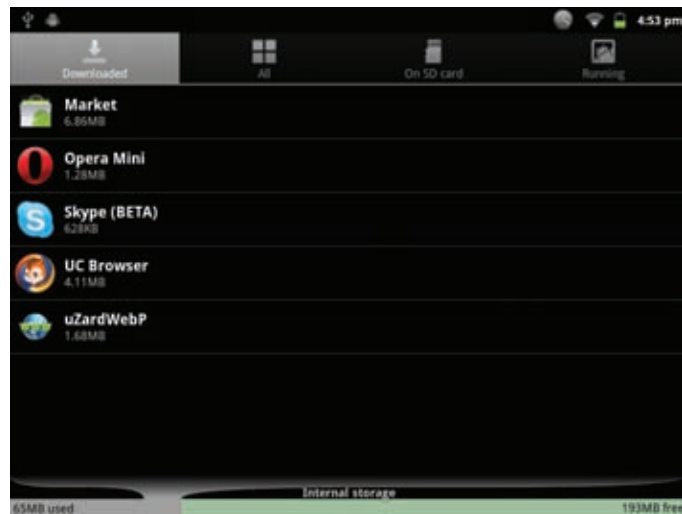 4:53 pm
Downloaded
All
On SD card
Running
Market
6.86MB
Opera Mini
1.28MB
Skype (BETA)
628KB
UC Browser
4.11MB
uZardWebP
1.68MB
Internal storage
65MB used
193MB free